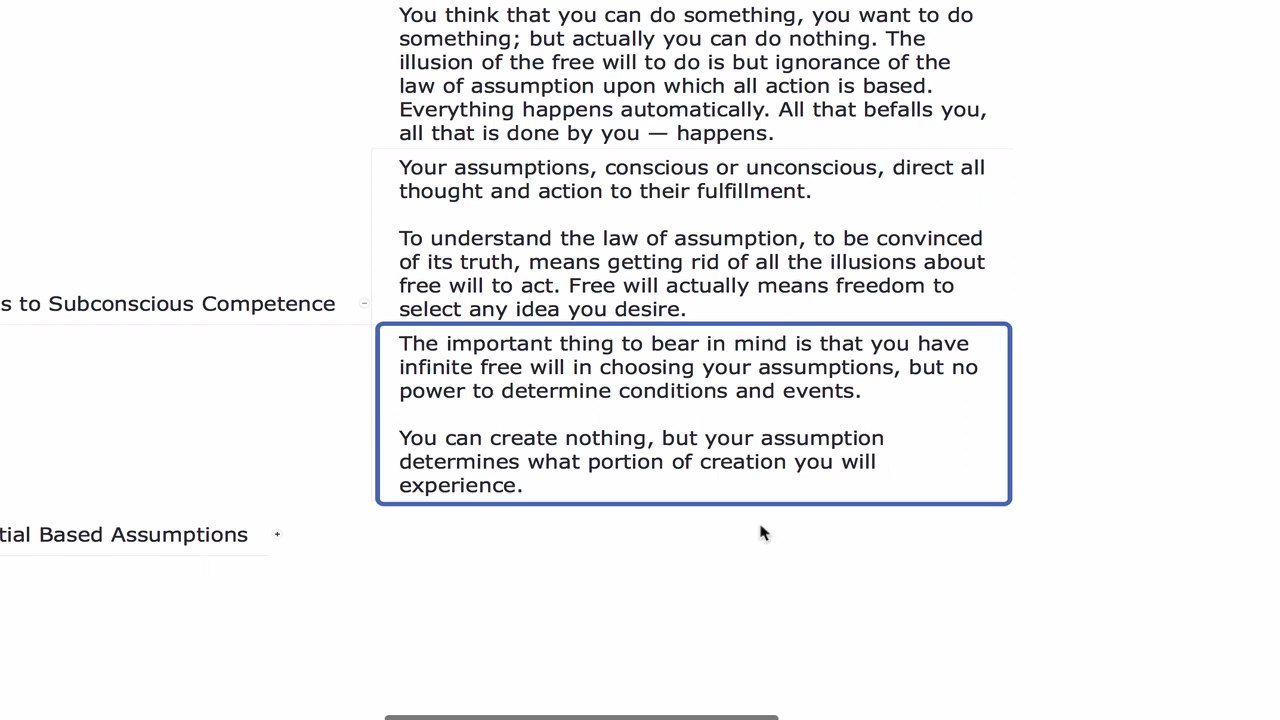 You think that you can do something, you want to do
something; but actually you can do nothing. The
illusion of the free will to do is but ignorance of the
law of assumption upon which all action is based.
Everything happens automatically. All that befalls you,
all that is done by you — happens.
Your assumptions, conscious or unconscious, direct all
thought and action to their fulfillment.
To understand the law of assumption, to be convinced
of its truth, means getting rid of all the illusions about
free will to act. Free will actually means freedom to
select any idea you desire.
s to Subconscious Competence
The important thing to bear in mind is that you have
infinite free will in choosing your assumptions, but no
power to determine conditions and events.
You can create nothing, but your assumption
determines what portion of creation you will
experience.
tial Based Assumptions